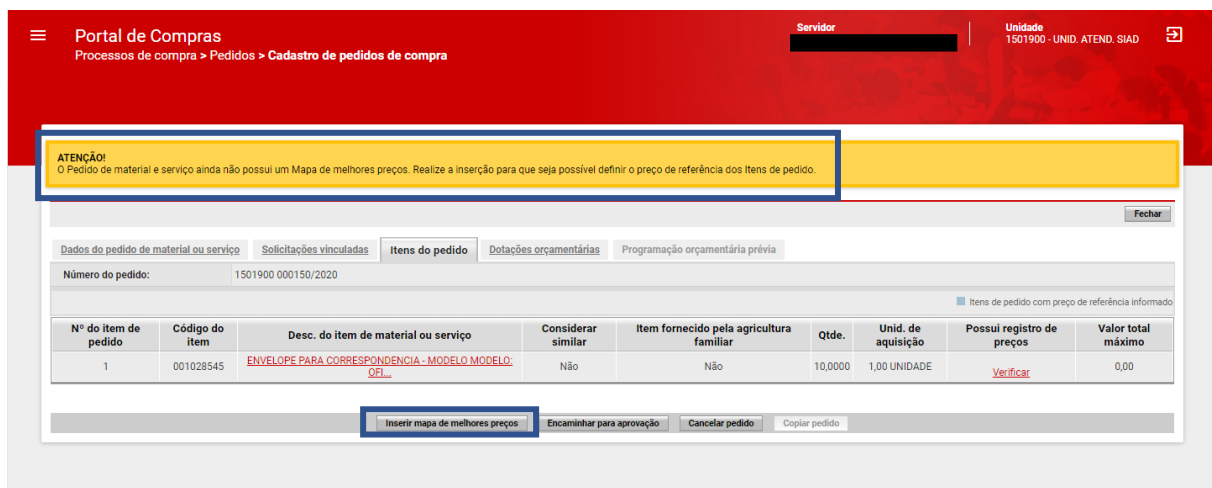 Portal de Compras
Processos de compra > Pedidos > Cadastro de pedidos de compra
Servidor
Unidade
1501900 - UNID. ATEND. SIAD
ATENÇÃO!
O Pedido de material e serviço ainda não possui um Mapa de melhores preços. Realize a inserção para que seja possível definir o preço de referência dos Itens de pedido.
Fechar
Dados do pedido de material ou serviço Solicitações vinculadas Itens do pedido Dotações orçamentárias Programação orçamentária prévia
Número do pedido: 1501900 000150/2020
Itens de pedido com preço de referência informado
Nº do item de pedido Código do item Desc. do item de material ou serviço Considerar similar Item fornecido pela agricultura familiar Qtde. Unid. de aquisição Possui registro de preços Valor total máximo
1 001028545 ENVELOPE PARA CORRESPONDENCIA - MODELO MODELO: OFI... Não Não 10,0000 1,00 UNIDADE Verificar 0,00
Inserir mapa de melhores preços Encaminhar para aprovação Cancelar pedido Copiar pedido